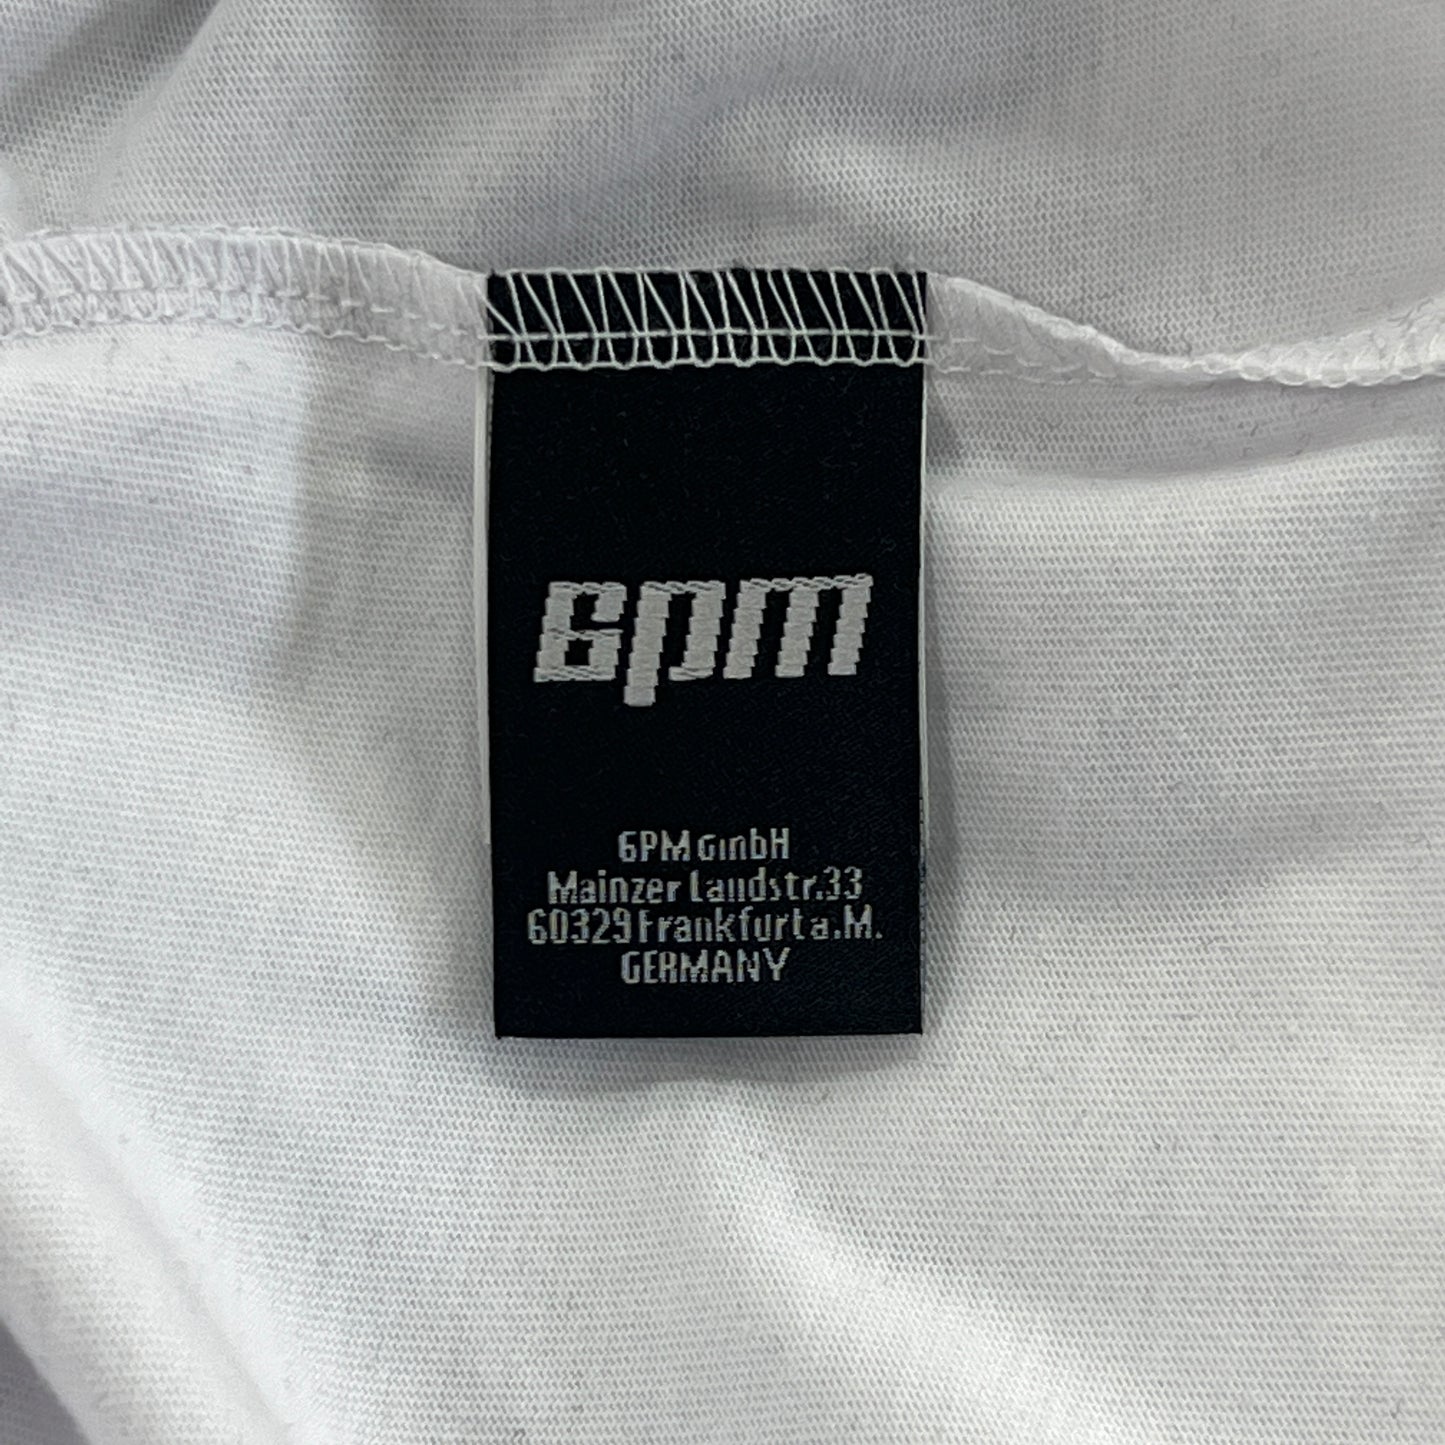 6pm
6PM GmbH
Mainzer Landstr.33
60329 Frankfurt a.M.
GERMANY